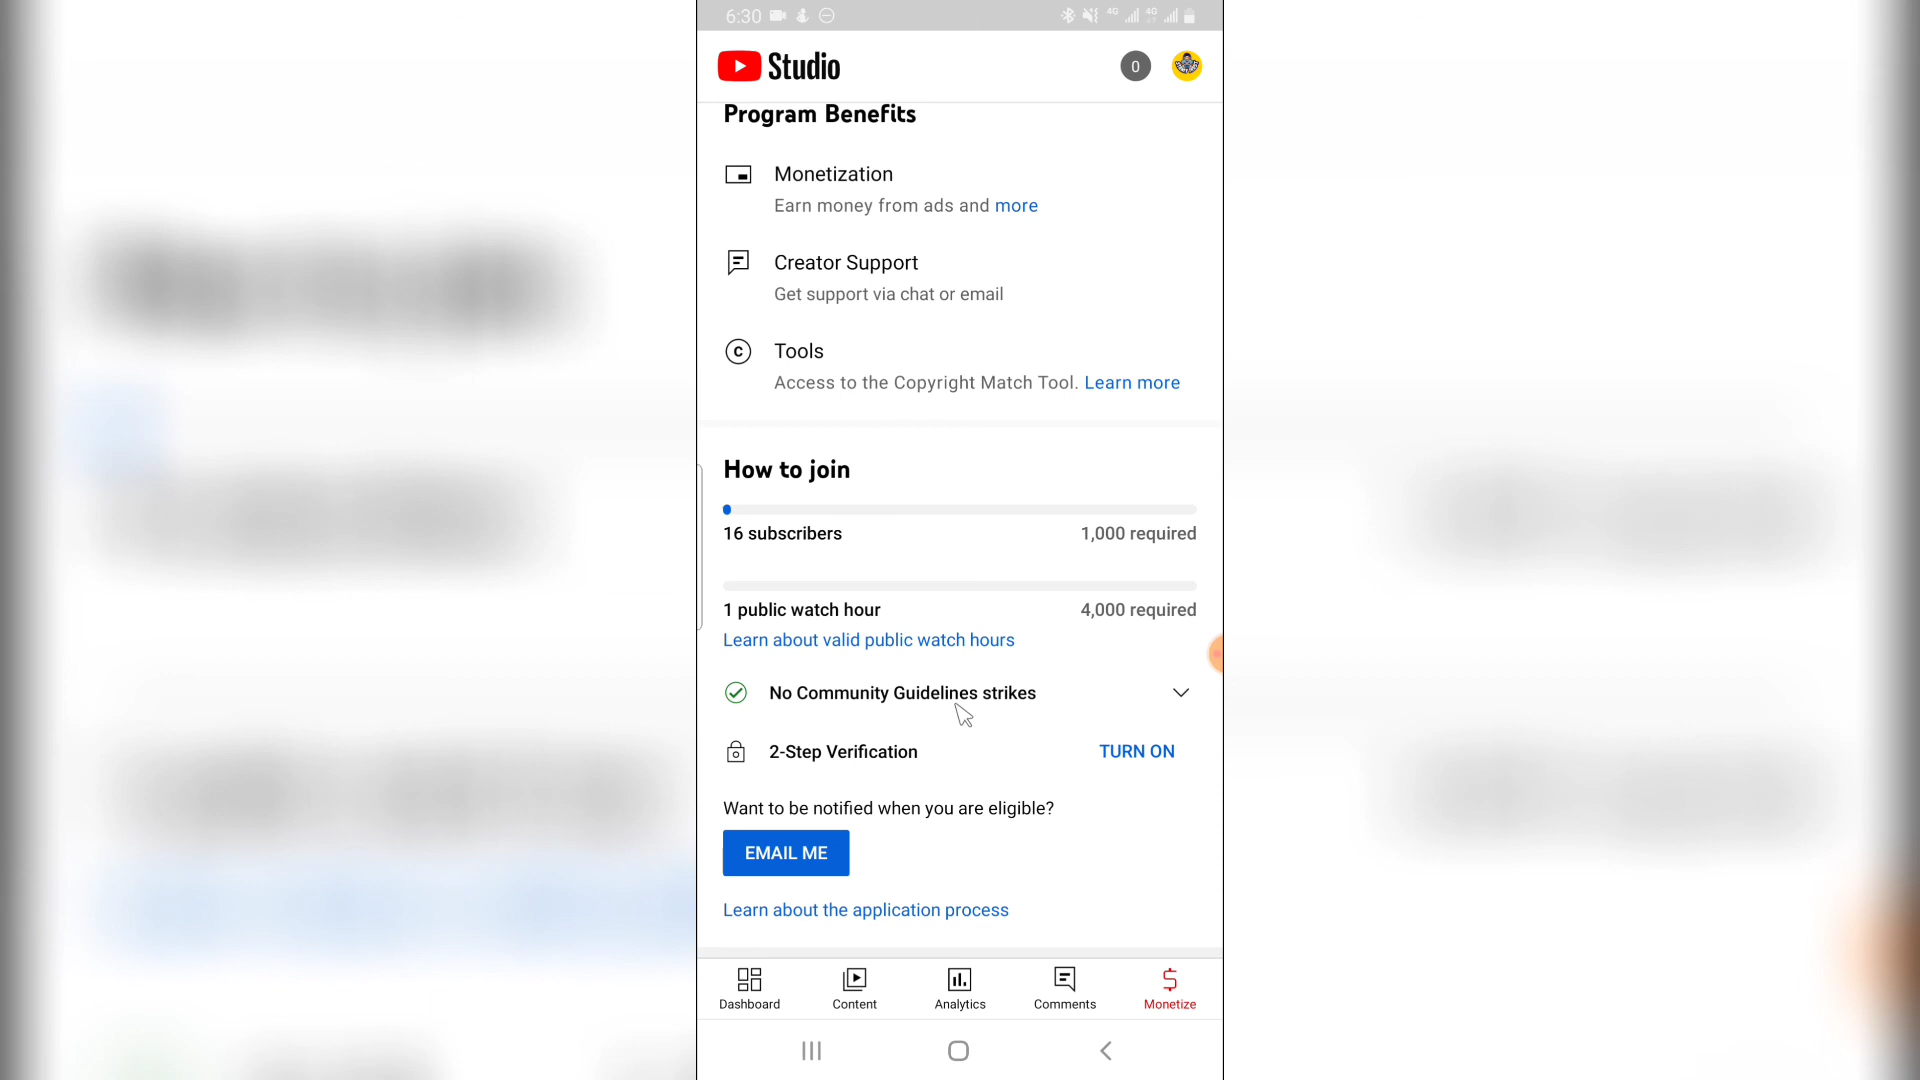 6:30 4G 4G
Studio 0
Program Benefits
Monetization
Earn money from ads and more
Creator Support
Get support via chat or email
C Tools
Access to the Copyright Match Tool. Learn more
How to join
16 subscribers 1,000 required
1 public watch hour 4,000 required
Learn about valid public watch hours
No Community Guidelines strikes
2-Step Verification TURN ON
Want to be notified when you are eligible?
EMAIL ME
Learn about the application process
Dashboard Content Analytics Comments Monetize